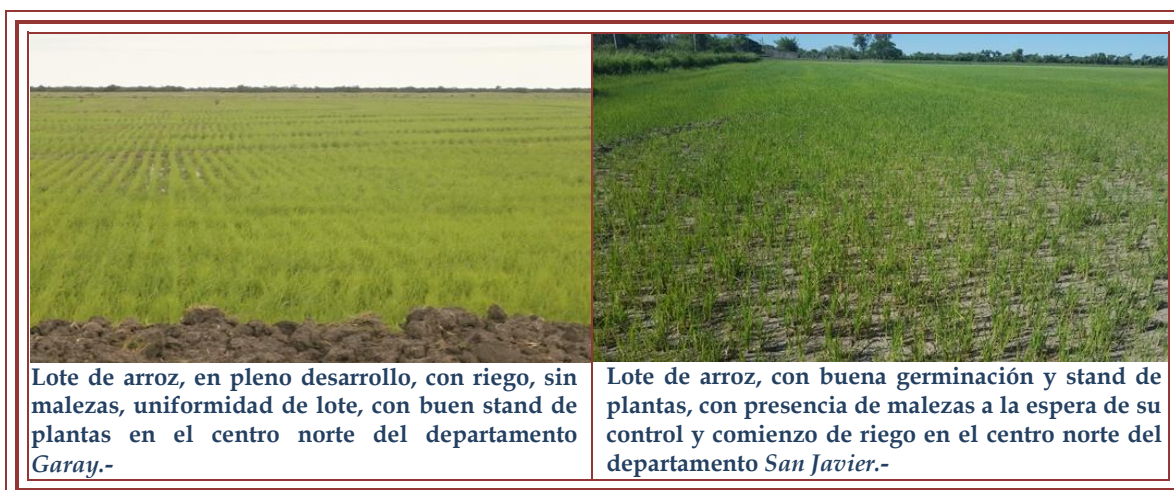 Lote de arroz, en pleno desarrollo, con riego, sin
malezas, uniformidad de lote, con buen stand de
plantas en el centro norte del departamento
Garay.-
Lote de arroz, con buena germinación y stand de
plantas, con presencia de malezas a la espera de su
control y comienzo de riego en el centro norte del
departamento San Javier.-